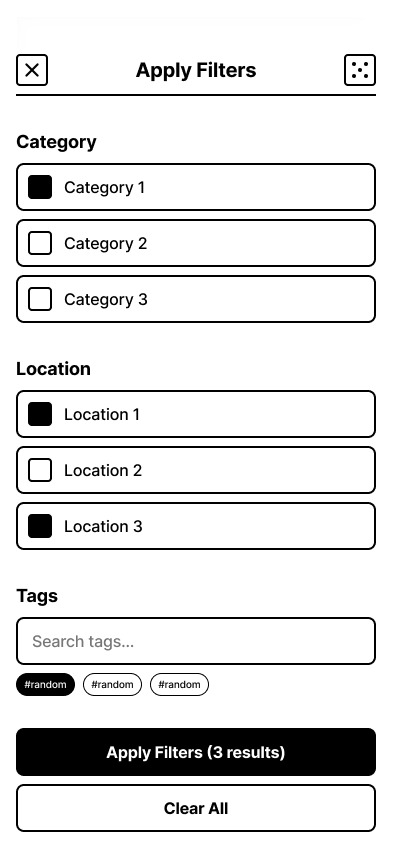 Apply Filters
Category
Category 1
Category 2
Category 3
Location
Location 1
Location 2
Location 3
Tags
Search tags...
#random #random #random
Apply Filters (3 results)
Clear All